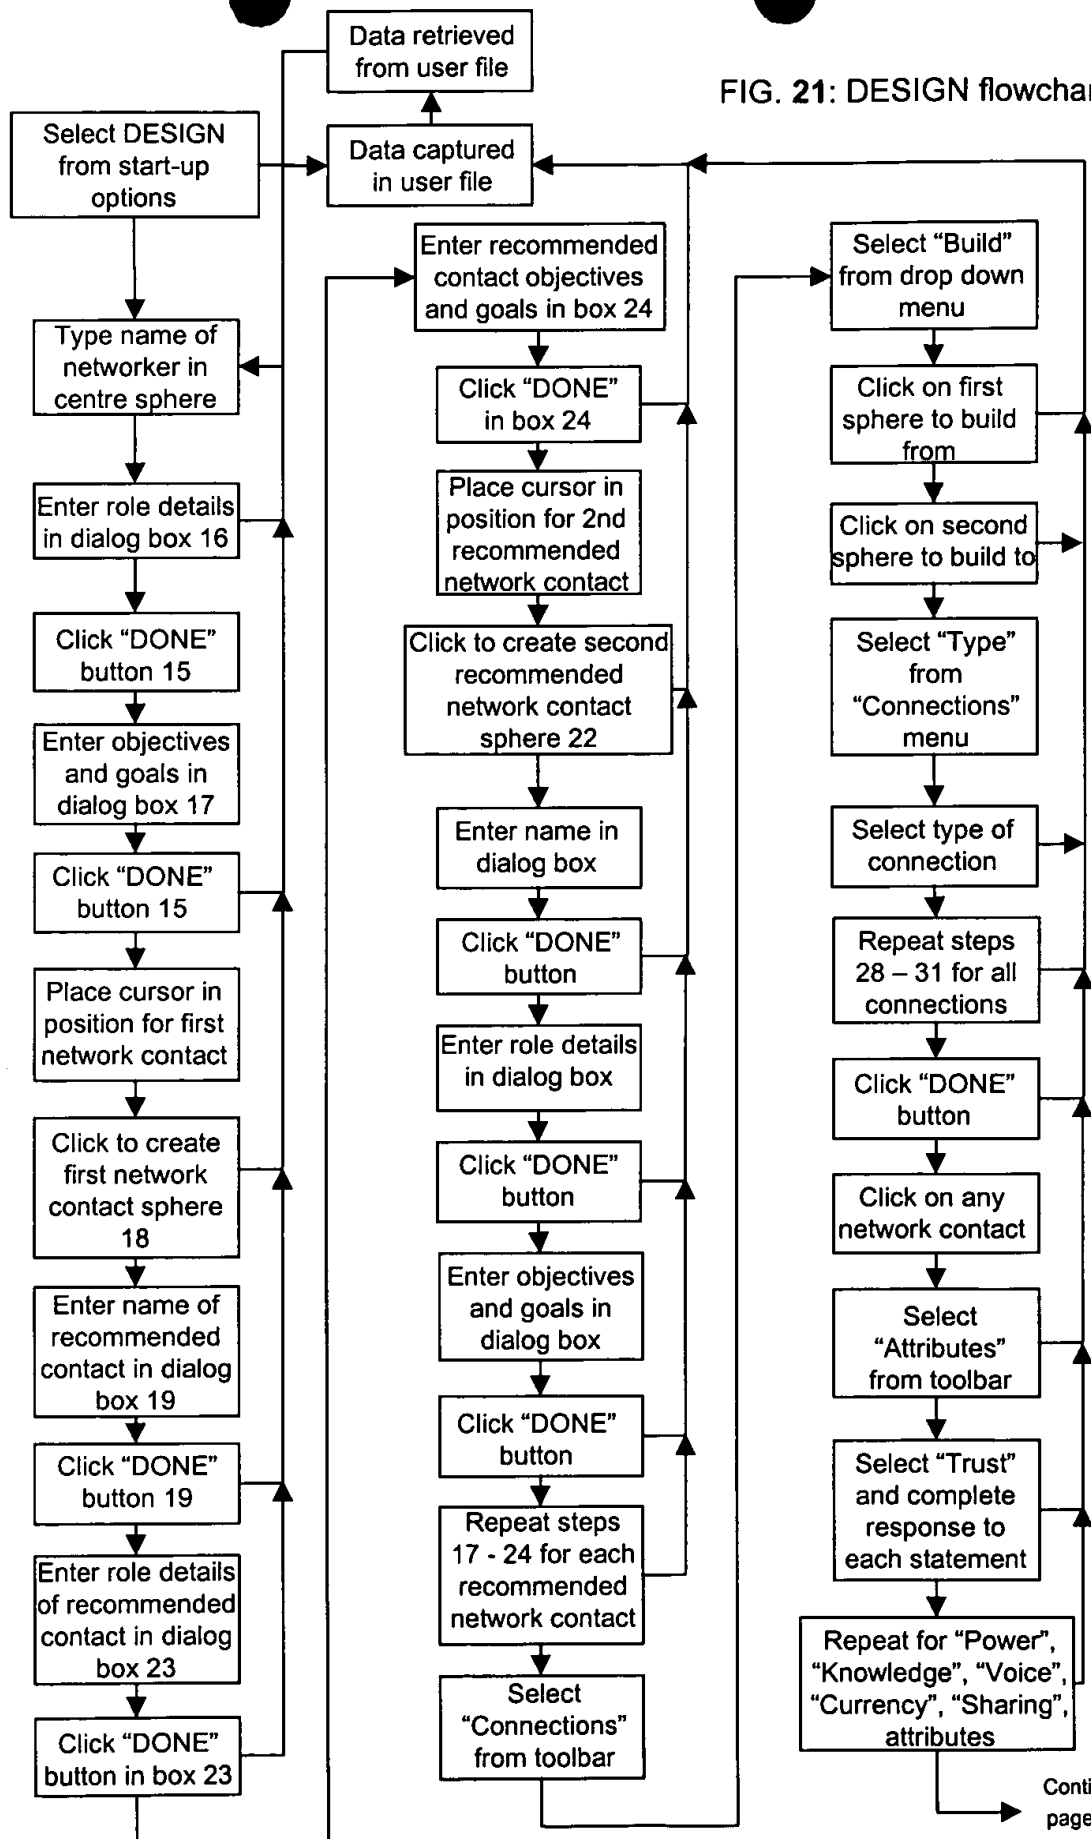 Data retrieved
from user file
FIG. 21: DESIGN flowchar
Select DESIGN
from start-up
options
Data captured
in user file
Type name of
networker in
centre sphere
Enter role details
in dialog box 16
Click “DONE”
button 15
Enter objectives
and goals in
dialog box 17
Click “DONE”
button 15
Place cursor in
position for first
network contact
Click to create
first network
contact sphere
18
Enter name of
recommended
contact in dialog
box 19
Click “DONE”
button 19
Enter role details
of recommended
contact in dialog
box 23
Click “DONE”
button in box 23
Enter recommended
contact objectives
and goals in box 24
Click “DONE”
in box 24
Place cursor in
position for 2nd
recommended
network contact
Click to create second
recommended
network contact
sphere 22
Enter name in
dialog box
Click “DONE”
button
Enter role details
in dialog box
Click “DONE”
button
Enter objectives
and goals in
dialog box
Click “DONE”
button
Repeat steps
17 - 24 for each
recommended
network contact
Select
“Connections”
from toolbar
Select “Build”
from drop down
menu
Click on first
sphere to build
from
Click on second
sphere to build to
Select “Type”
from
“Connections”
menu
Select type of
connection
Repeat steps
28 – 31 for all
connections
Click “DONE”
button
Click on any
network contact
Select
“Attributes”
from toolbar
Select “Trust”
and complete
response to
each statement
Repeat for “Power”,
“Knowledge”, “Voice”,
“Currency”, “Sharing”,
attributes
Conti
page